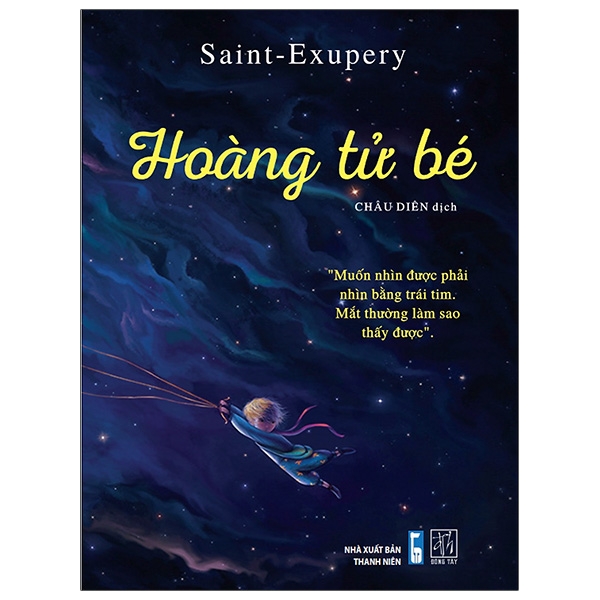 Saint-Exupery
Hoàng tử bé
CHÂU DIÊN dịch
"Muốn nhìn được phải
nhìn bằng trái tim.
Mắt thường làm sao
thấy được".
NHÀ XUẤT BẢN
THANH NIÊN
ĐÔNG TÂY